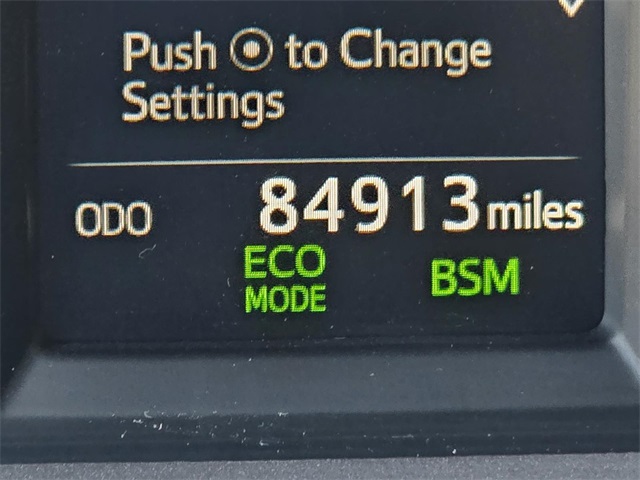 Push to Change
Settings
ODO 84913 miles
ECO
MODE
BSM